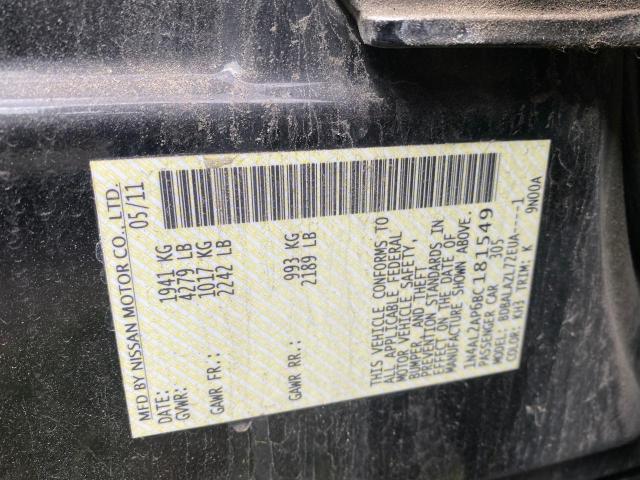 MFD BY NISSAN MOTOR CO., LTD.
DATE: 05/11
GVWR: 1941 KG
4279 LB
GAWR FR.: 1017 KG
2242 LB
GAWR RR.: 993 KG
2189 LB
THIS VEHICLE CONFORMS TO
ALL APPLICABLE FEDERAL
MOTOR VEHICLE SAFETY,
BUMPER, AND THEFT
PREVENTION STANDARDS IN
EFFECT ON THE DATE OF
MANUFACTURE SHOWN ABOVE.
1N4AL2AP6BC181549
PASSENGER CAR 305
MODEL: BDBALA2L72EUA----1
COLOR: KH3 TRIM: K 9N00A